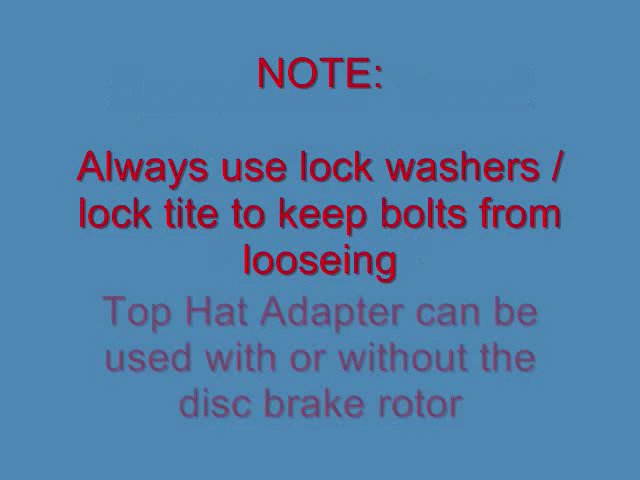 NOTE:
Always use lock washers /
lock tite to keep bolts from
looseing
Top Hat Adapter can be
used with or without the
disc brake rotor